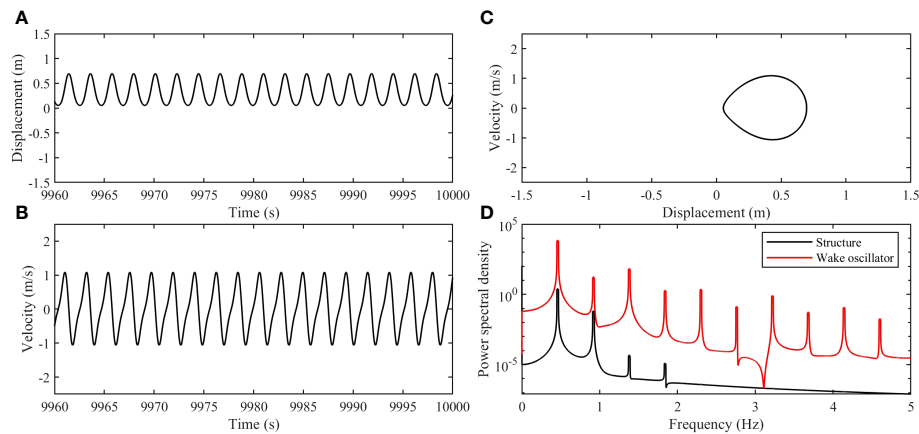 A
Displacement (m)
1.5
1
0.5
0
-0.5
-1
-1.5
9960 9965 9970 9975 9980 9985 9990 9995 10000
Time (s)
B
Velocity (m/s)
2
1
0
-1
-2
9960 9965 9970 9975 9980 9985 9990 9995 10000
Time (s)
C
Velocity (m/s)
2
1
0
-1
-2
-1.5 -1 -0.5 0 0.5 1 1.5
Displacement (m)
D
Power spectral density
10^5
10^0
10^-5
Structure
Wake oscillator
0 1 2 3 4 5
Frequency (Hz)